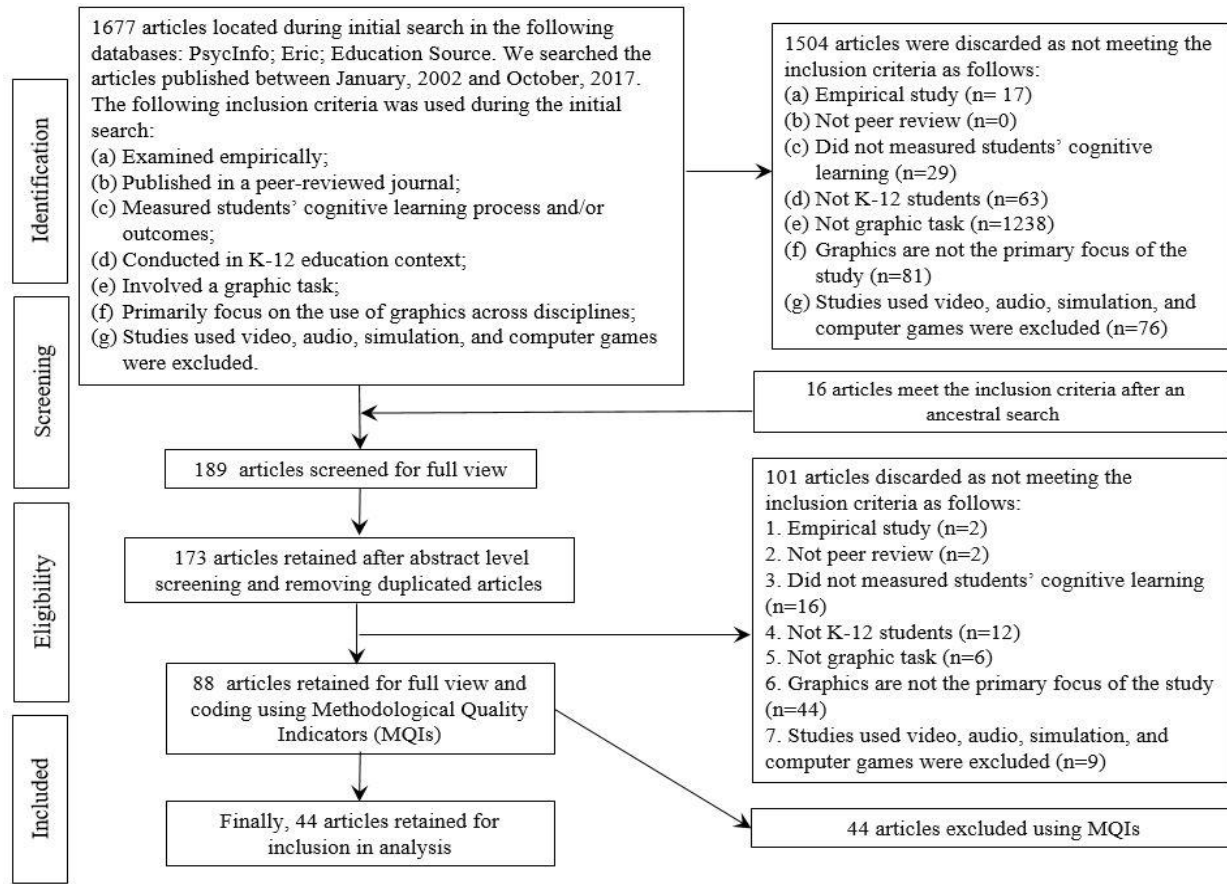 1677 articles located during initial search in the following
databases: PsycInfo; Eric; Education Source. We searched the
articles published between January, 2002 and October, 2017.
The following inclusion criteria was used during the initial
search:
(a) Examined empirically;
(b) Published in a peer-reviewed journal;
(c) Measured students' cognitive learning process and/or
outcomes;
(d) Conducted in K-12 education context;
(e) Involved a graphic task;
(f) Primarily focus on the use of graphics across disciplines;
(g) Studies used video, audio, simulation, and computer games
were excluded.
1504 articles were discarded as not meeting the
inclusion criteria as follows:
(a) Empirical study (n= 17)
(b) Not peer review (n=0)
(c) Did not measured students' cognitive
learning (n=29)
(d) Not K-12 students (n=63)
(e) Not graphic task (n=1238)
(f) Graphics are not the primary focus of the
study (n=81)
(g) Studies used video, audio, simulation, and
computer games were excluded (n=76)
Identification
Screening
16 articles meet the inclusion criteria after an
ancestral search
189 articles screened for full view
Eligibility
173 articles retained after abstract level
screening and removing duplicated articles
101 articles discarded as not meeting the
inclusion criteria as follows:
1. Empirical study (n=2)
2. Not peer review (n=2)
3. Did not measured students' cognitive learning
(n=16)
4. Not K-12 students (n=12)
5. Not graphic task (n=6)
6. Graphics are not the primary focus of the study
(n=44)
7. Studies used video, audio, simulation, and
computer games were excluded (n=9)
88 articles retained for full view and
coding using Methodological Quality
Indicators (MQIs)
Included
Finally, 44 articles retained for
inclusion in analysis
44 articles excluded using MQIs